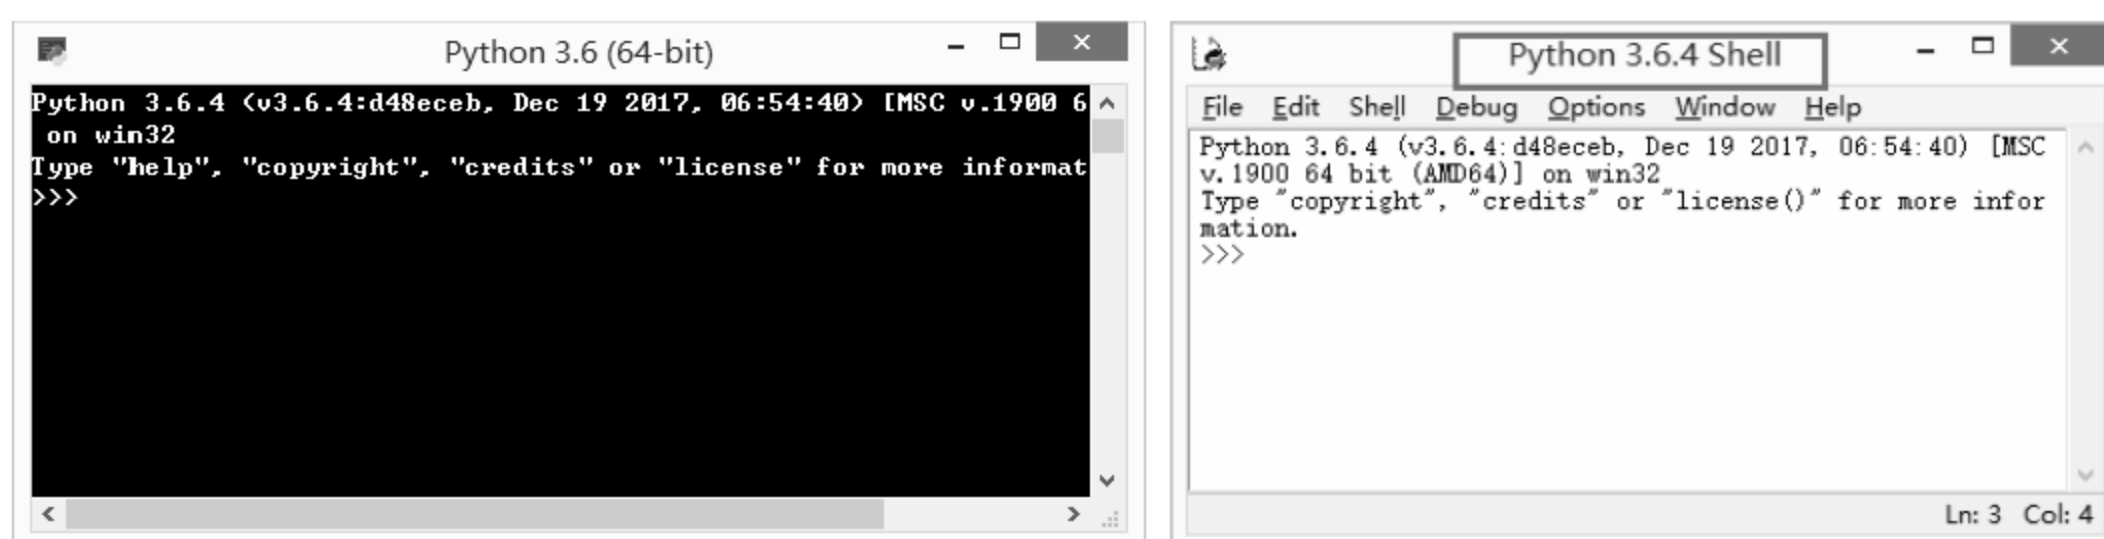 Python 3.6 (64-bit)
Python 3.6.4 (v3.6.4:d48eceb, Dec 19 2017, 06:54:40) [MSC v.1900 6
on win32
Type "help", "copyright", "credits" or "license" for more informat
>>>
Python 3.6.4 Shell
File Edit Shell Debug Options Window Help
Python 3.6.4 (v3.6.4:d48eceb, Dec 19 2017, 06:54:40) [MSC
v.1900 64 bit (AMD64)] on win32
Type "copyright", "credits" or "license()" for more infor
mation.
>>>
Ln: 3 Col: 4